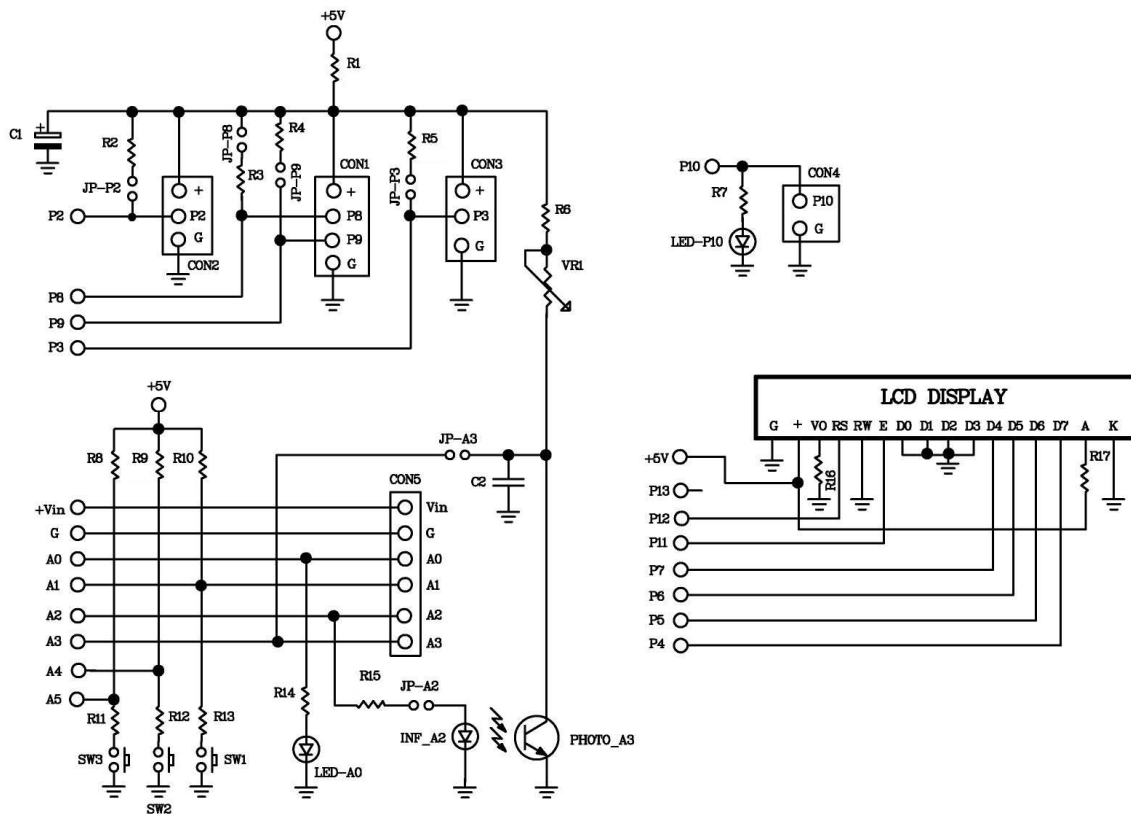 +5V
R1
C1
+
R2
JP-P8
R4
R5
JP-P2
R3
JP-P9
CON1
JP-P3
CON3
P10
CON4
+
+
+
R7
P10
P2
P2
P8
P3
R6
G
P9
G
LED-P10
G
CON2
G
VR1
P8
P9
P3
+5V
LCD DISPLAY
G + VO RS RW E D0 D1 D2 D3 D4 D5 D6 D7 A K
JP-A3
R8
R9
R10
+5V
R17
CON5
C2
R16
P13
+Vin
Vin
P12
G
G
P11
A0
A0
P7
A1
A1
P6
A2
A2
P5
A3
A3
P4
A4
R14
R15
JP-A2
A5
R11
R12
R13
INF_A2
PHOTO_A3
SW3
SW1
LED-A0
SW2